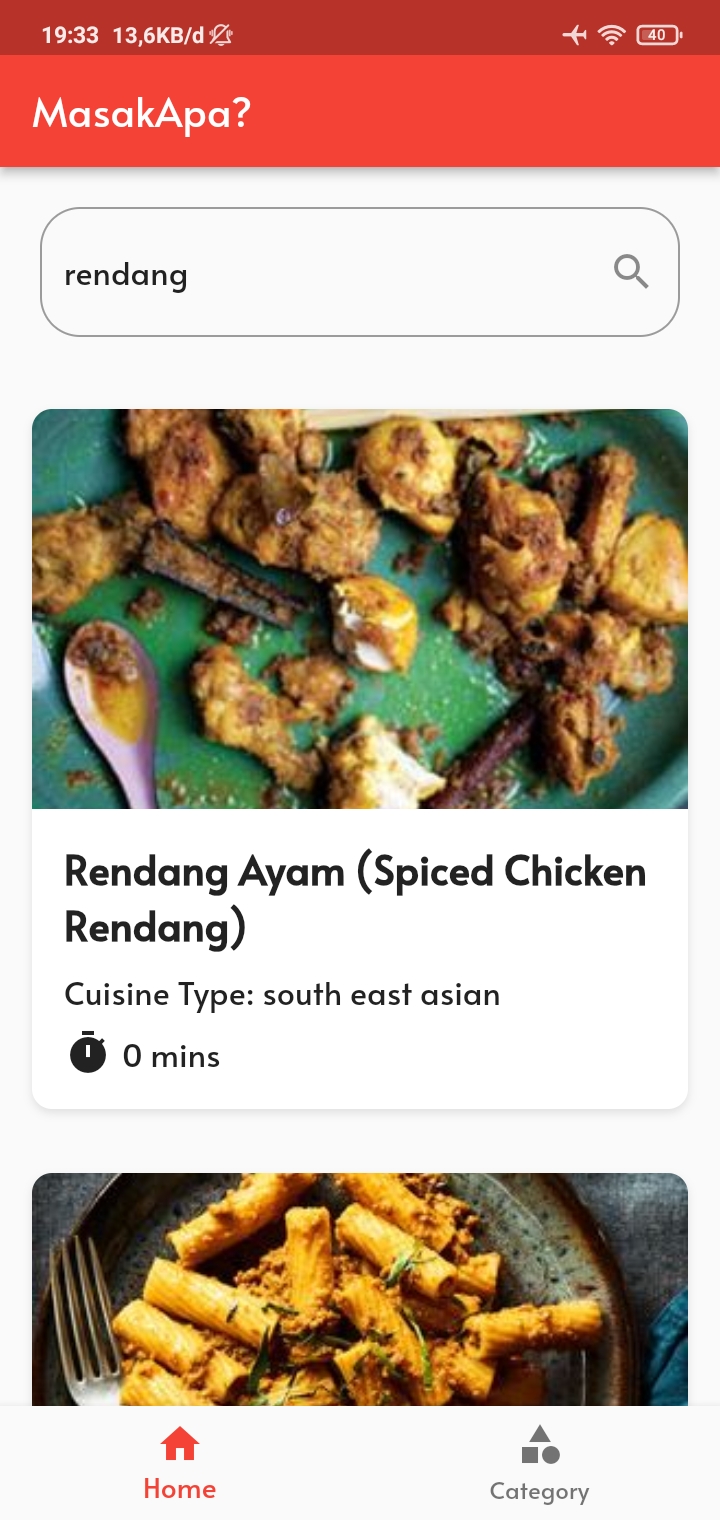 19:33 13,6KB/d 40
MasakApa?
rendang
Rendang Ayam (Spiced Chicken
Rendang)
Cuisine Type: south east asian
0 mins
Home Category